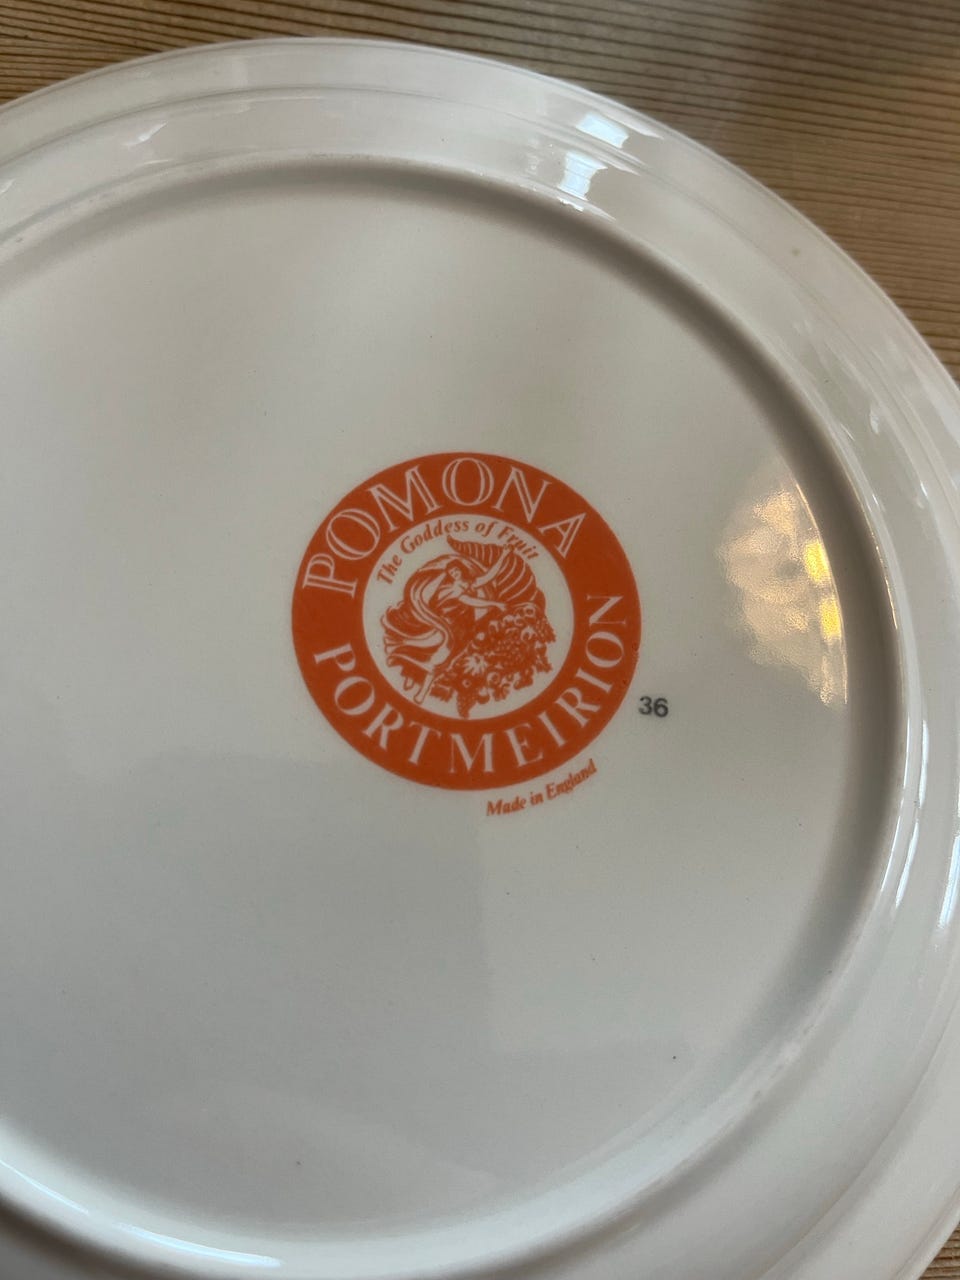 POMONA
The Goddess of Fruit
PORTMEIRION
36
Made in England